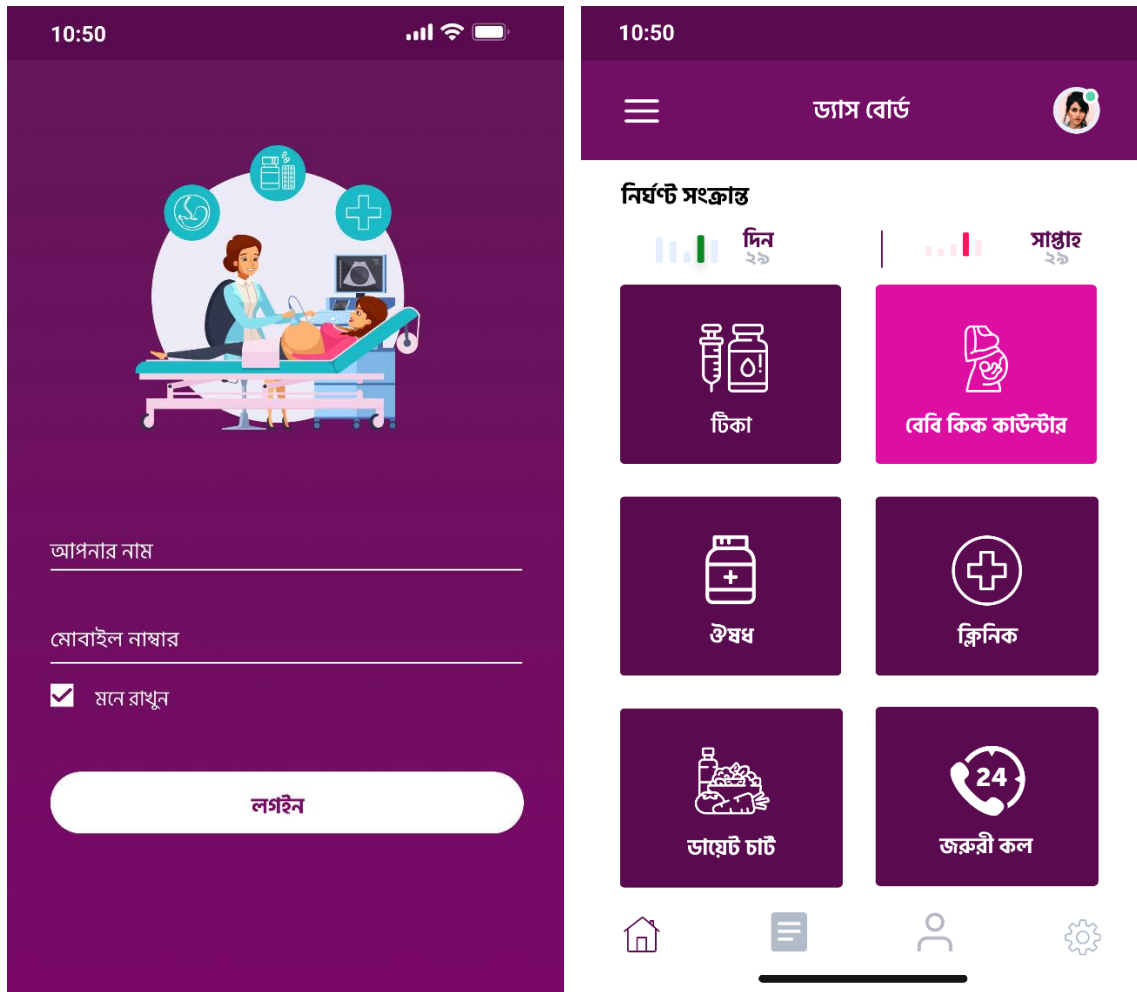 10:50
আপনার নাম
মোবাইল নাম্বার
মনে রাখুন
লগইন
10:50
ড্যাস বোর্ড
নির্ঘণ্ট সংক্রান্ত
দিন
২৯
সাপ্তাহ
২৯
টিকা
বেবি কিক কাউন্টার
ঔষধ
ক্লিনিক
ডায়েট চার্ট
24
জরুরী কল